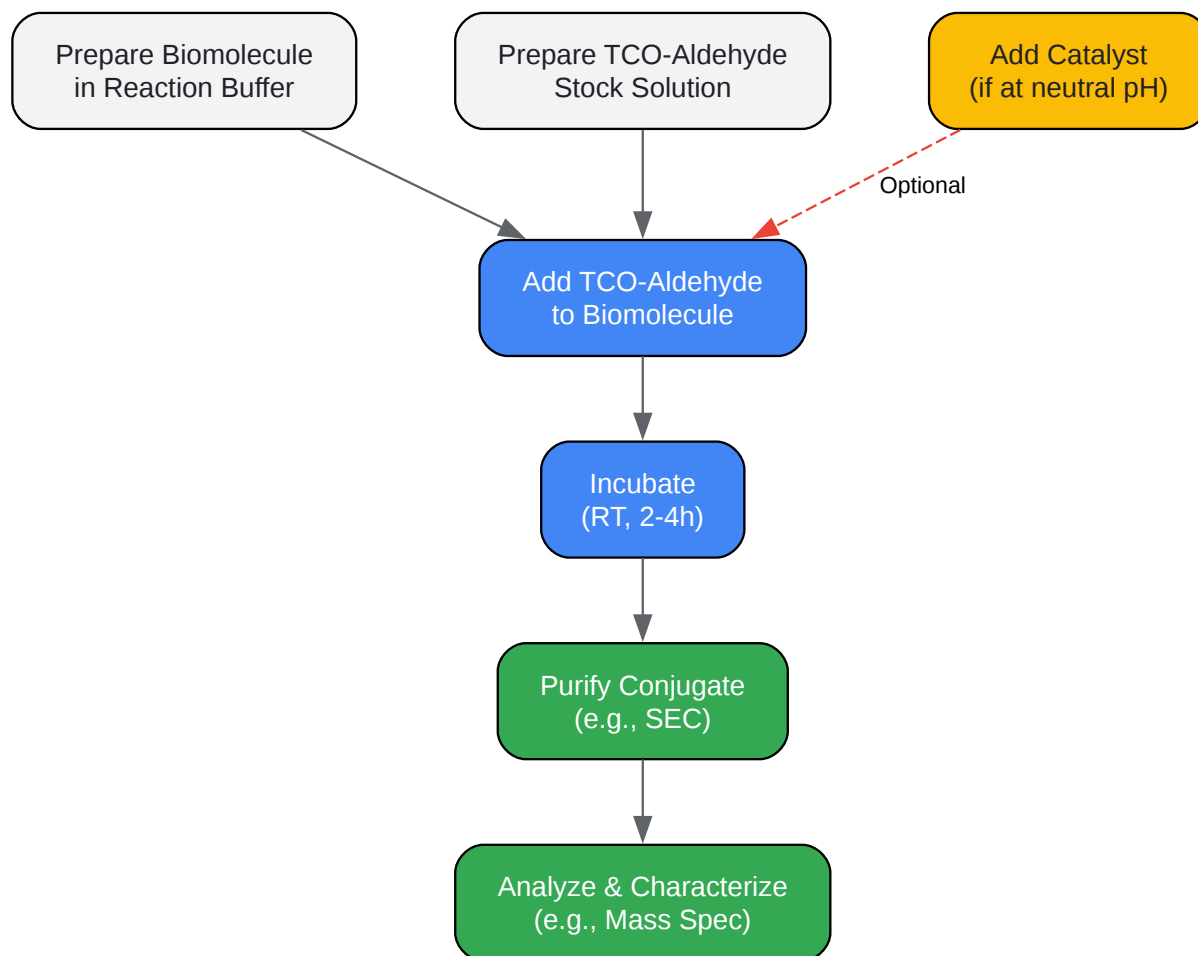 Prepare Biomolecule
in Reaction Buffer
Prepare TCO-Aldehyde
Stock Solution
Add Catalyst
(if at neutral pH)
Optional
Add TCO-Aldehyde
to Biomolecule
Incubate
(RT, 2-4h)
Purify Conjugate
(e.g., SEC)
Analyze & Characterize
(e.g., Mass Spec)